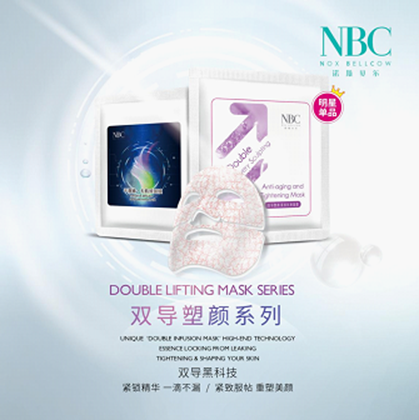 NBC
NOX BELLCOW
诺斯贝尔
明星
单品
NBC
NBC
Double
Sculpting
Anti-aging and
Tightening Mask
DOUBLE LIFTING MASK SERIES
双导塑颜系列
UNIQUE "DOUBLE INFUSION MASK" HIGH-END TECHNOLOGY
ESSENCE LOCKING FROM LEAKING
TIGHTENING & SHAPING YOUR SKIN
双导黑科技
紧锁精华 一滴不漏 / 紧致服帖 重塑美颜